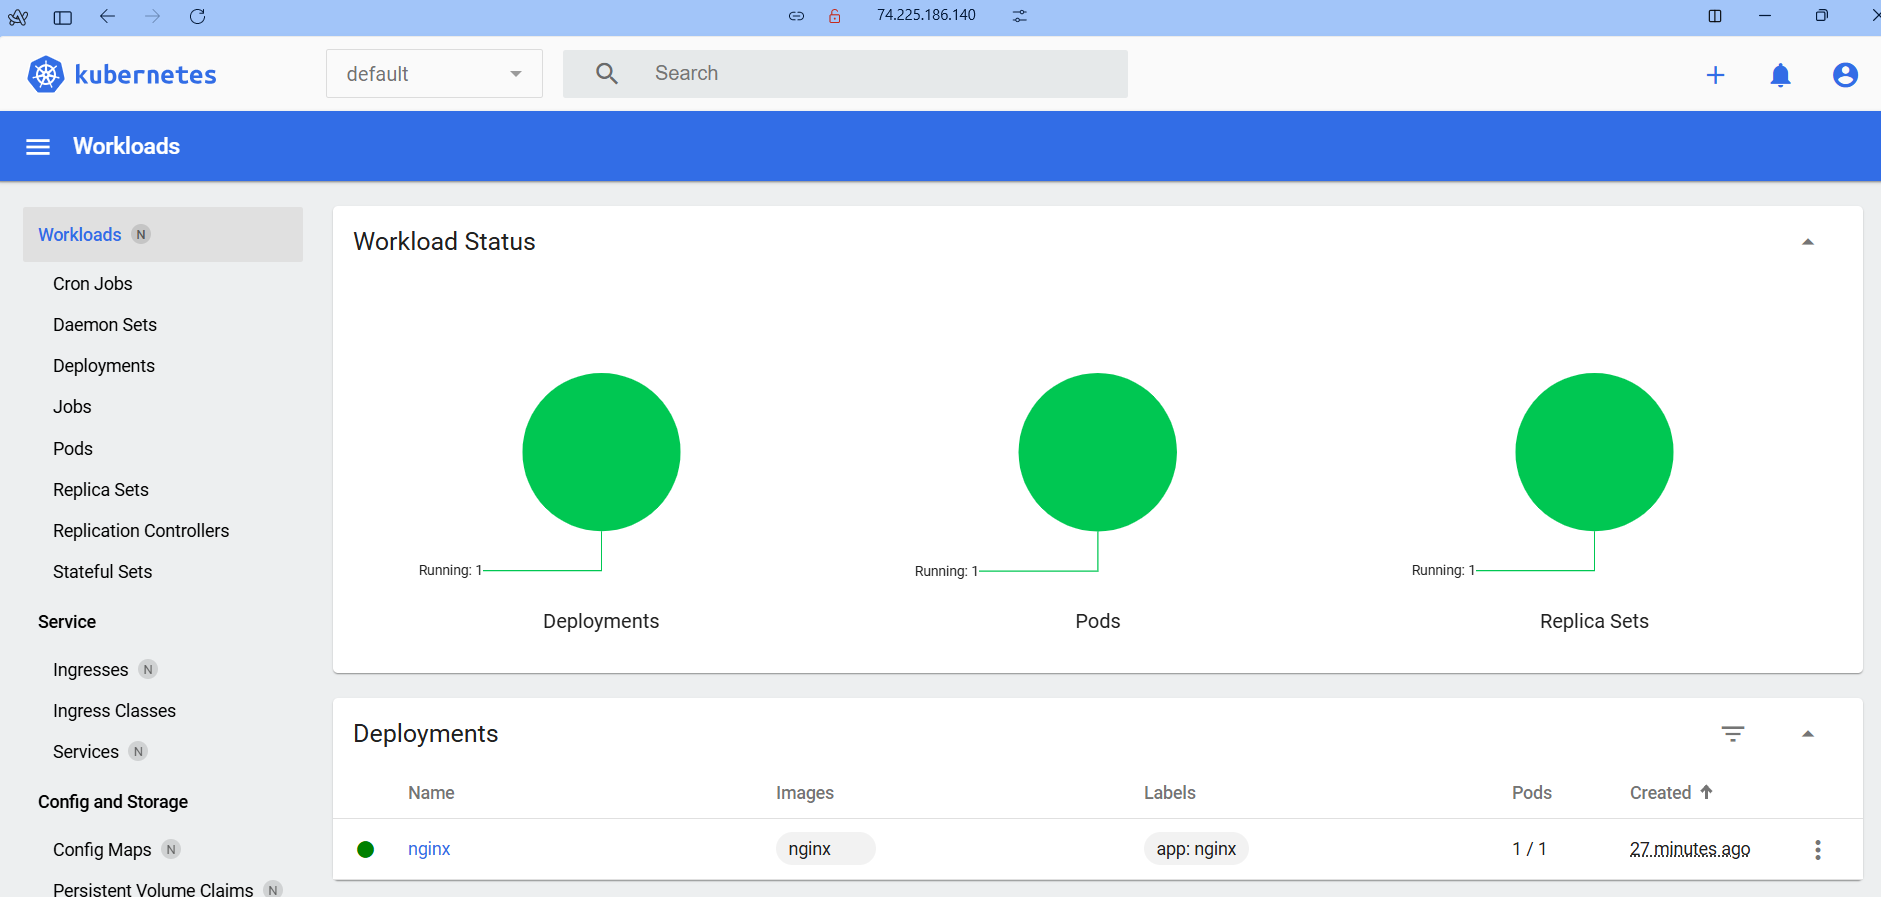 74.225.186.140
kubernetes
default
Search
Workloads
Workloads N
Cron Jobs
Daemon Sets
Deployments
Jobs
Pods
Replica Sets
Replication Controllers
Stateful Sets
Service
Ingresses N
Ingress Classes
Services N
Config and Storage
Config Maps N
Persistent Volume Claims N
Workload Status
Running: 1
Deployments
Running: 1
Pods
Running: 1
Replica Sets
Deployments
Name Images Labels Pods Created
nginx nginx app: nginx 1 / 1 27 minutes ago